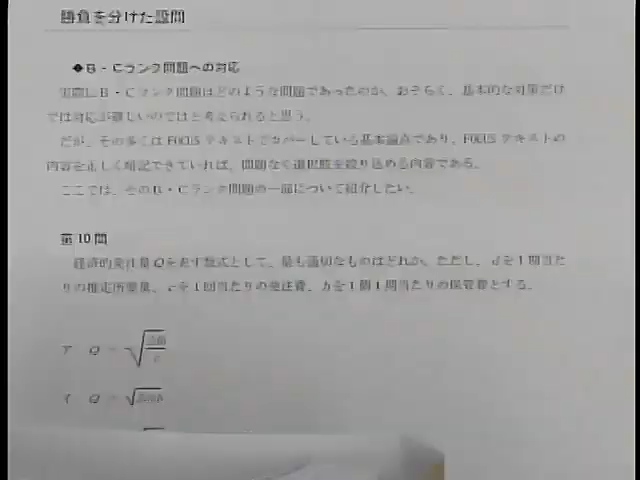 勝負を分けた設問
◆B・Cランク問題への対応
実際にB・Cランク問題はどのような問題であったのか。おそらく、基本的な対策だけ
では対応が難しいのではと考えられると思う。
だが、その多くはFOCUSテキストでカバーしている基本論点であり、FOCUSテキストの
内容を正しく暗記できていれば、問題なく選択肢を絞り込める内容である。
ここでは、そのB・Cランク問題の一部について紹介したい。
第10問
経済的発注量Qを表す数式として、最も適切なものはどれか。ただし、dを1期当た
りの推定所要量、cを1回当たりの発注費、hを1個1期当たりの保管費とする。
ア Q = √
イ Q = √